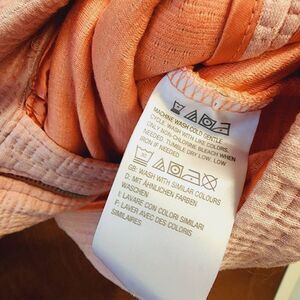 MACHINE WASH COLD GENTLE
CYCLE. WASH WITH LIKE COLORS.
ONLY NON-CHLORINE BLEACH WHEN
NEEDED. TUMBLE DRY LOW. LOW
IRON IF NEEDED.
GB: WASH WITH SIMILAR COLOURS
D: MIT ÄHNLICHEN FARBEN
WASCHEN
I: LAVARE CON COLORI SIMILARI
F: LAVER AVEC DES COLORIS
SIMILAIRES